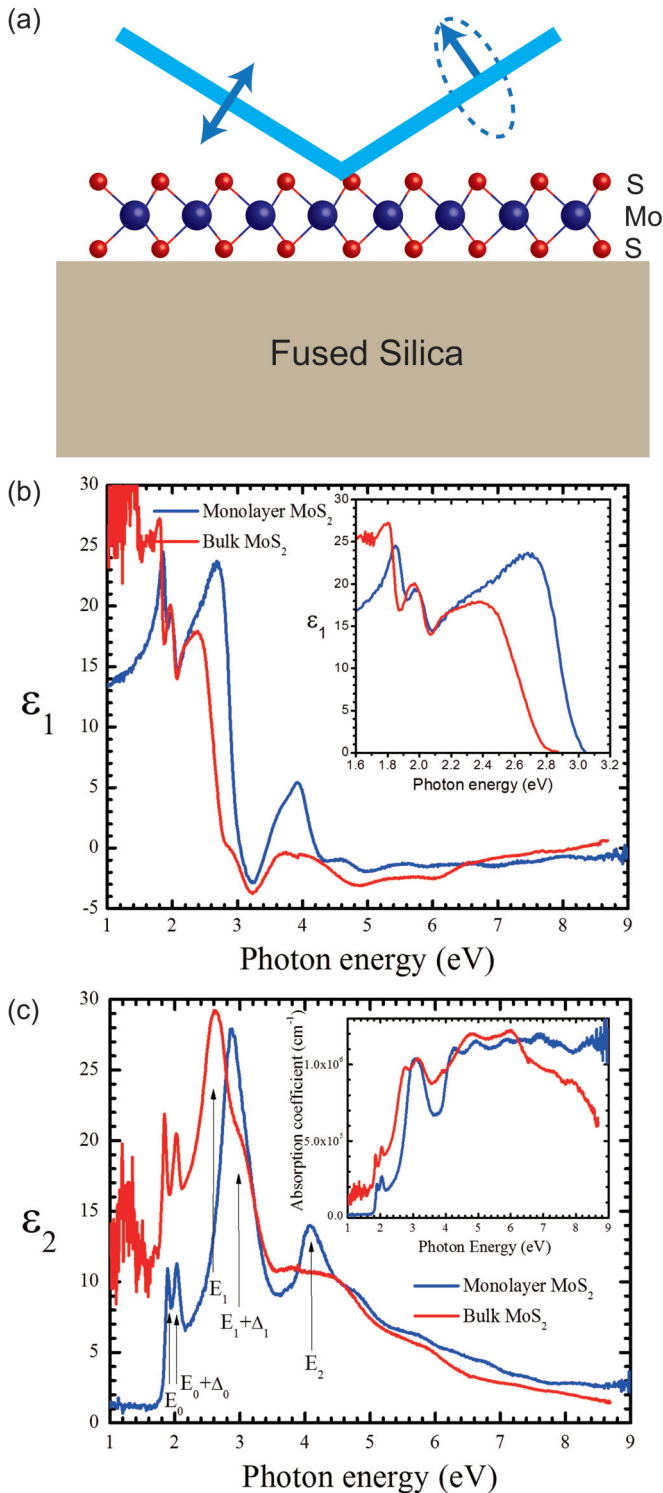 (a)
S
Mo
S
Fused Silica
(b)
30
25
20
15
10
5
0
-5
ε1
Monolayer MoS2
Bulk MoS2
1 2 3 4 5 6 7 8 9
Photon energy (eV)
30
25
20
15
10
5
0
ε1
1.6 1.8 2.0 2.2 2.4 2.6 2.8 3.0 3.2
Photon energy (eV)
(c)
30
25
20
15
10
5
0
ε2
E0
E0+Δ0
E1
E1+Δ1
E2
Monolayer MoS2
Bulk MoS2
1 2 3 4 5 6 7 8 9
Photon energy (eV)
Absorption coefficient (cm-1)
1.0x10^6
5.0x10^5
0.0
1 2 3 4 5 6 7 8 9
Photon Energy (eV)